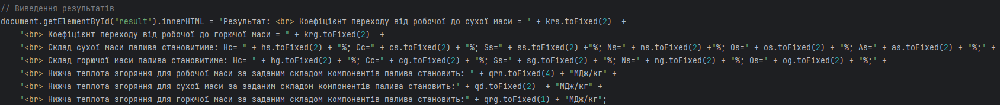 // Виведення результатів
document.getElementById("result").innerHTML = "Результат: <br> Коефіцієнт переходу від робочої до сухої маси = " + krs.toFixed(2)  +
"<br> Коефіцієнт переходу від робочої до горючої маси = " + krg.toFixed(2)  +
"<br> Склад сухої маси палива становитиме: Hс= " + hs.toFixed(2) + "%; Cс=" + cs.toFixed(2) + "%; Ss=" + ss.toFixed(2) +"%; Ns=" + ns.toFixed(2) +"%; Os=" + os.toFixed(2) + "%; As=" + as.toFixed(2) + "%;" +
"<br> Склад горючої маси палива становитиме: Hс= " + hg.toFixed(2) + "%; Cс=" + cg.toFixed(2) + "%; Ss=" + sg.toFixed(2) + "%; Ns=" + ng.toFixed(2) + "%; Os=" + og.toFixed(2) + "%;" +
"<br> Нижча теплота згоряння для робочої маси за заданим складом компонентів палива становить: " + qrn.toFixed(4) + "МДж/кг" +
"<br> Нижча теплота згоряння для сухої маси за заданим складом компонентів палива становить:" + qd.toFixed(2)  + "МДж/кг" +
"<br> Нижча теплота згоряння для горючої маси за заданим складом компонентів палива становить:" + qrg.toFixed(1) + "МДж/кг";